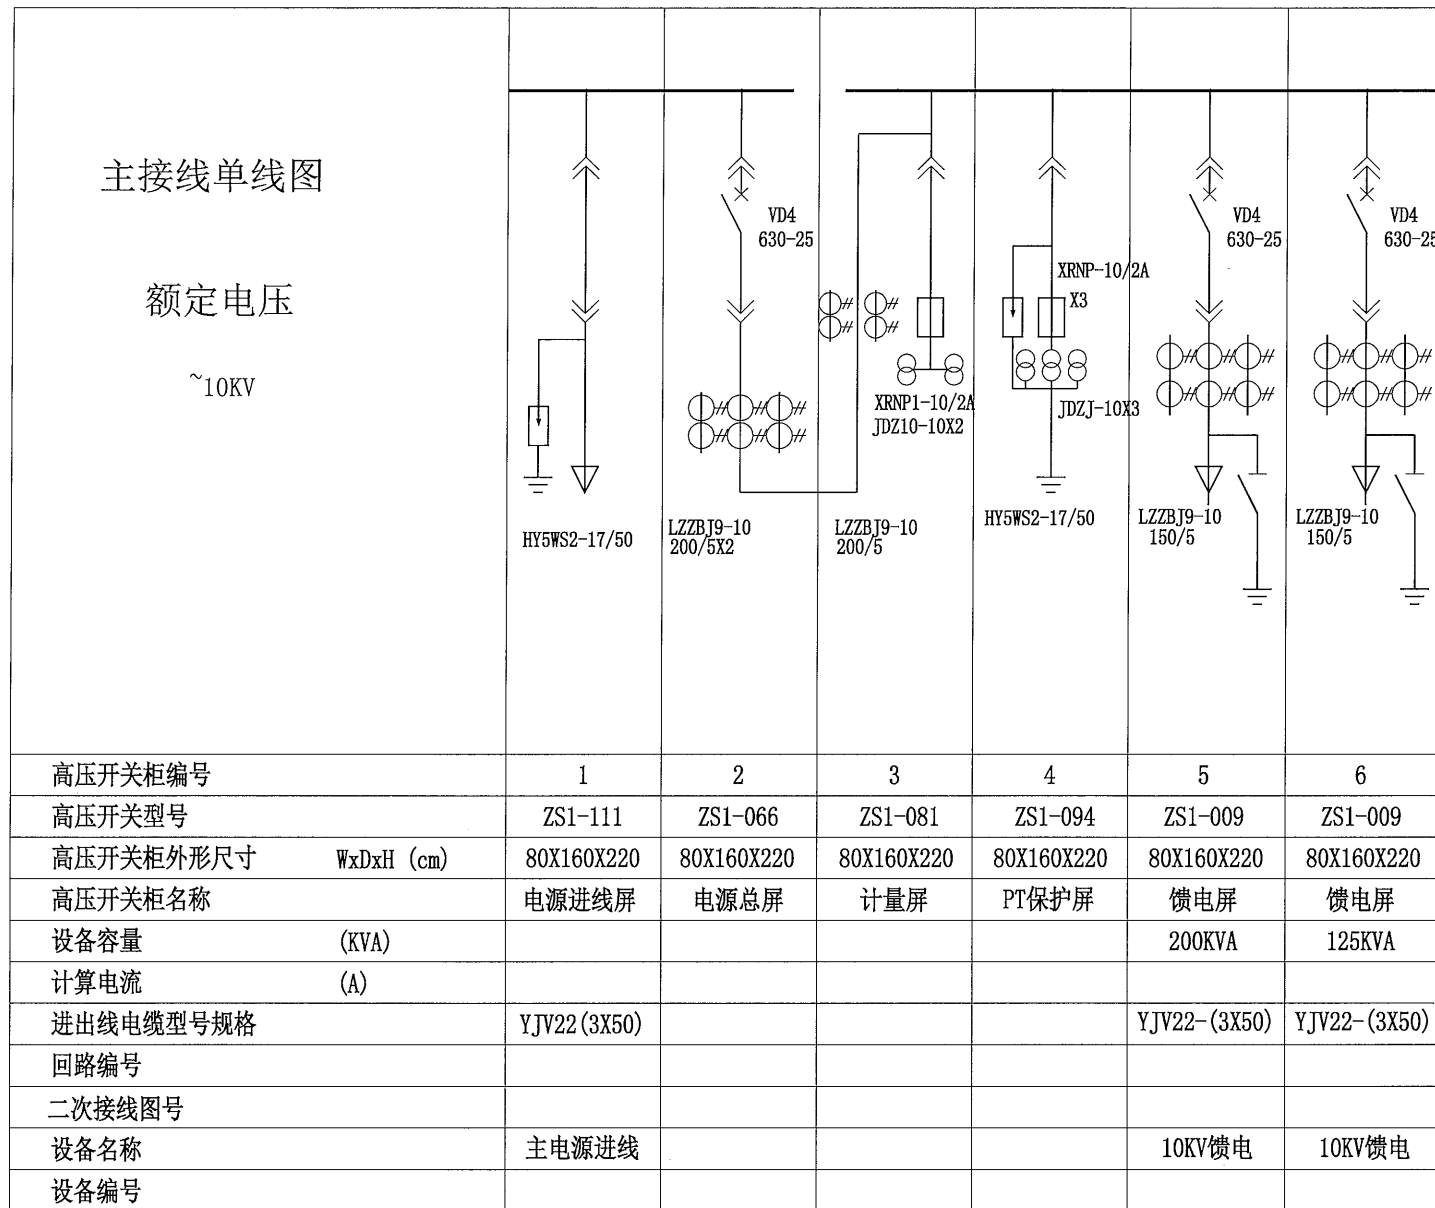 主接线单线图
额定电压
~10KV
VD4
630-25
XRNP1-10/2A
JDZ10-10X2
XRNP-10/2A
X3
JDZJ-10X3
VD4
630-25
VD4
630-25
HY5WS2-17/50
LZZBJ9-10
200/5X2
LZZBJ9-10
200/5
HY5WS2-17/50
LZZBJ9-10
150/5
LZZBJ9-10
150/5
高压开关柜编号 1 2 3 4 5 6
高压开关型号 ZS1-111 ZS1-066 ZS1-081 ZS1-094 ZS1-009 ZS1-009
高压开关柜外形尺寸 WxDxH (cm) 80X160X220 80X160X220 80X160X220 80X160X220 80X160X220 80X160X220
高压开关柜名称 电源进线屏 电源总屏 计量屏 PT保护屏 馈电屏 馈电屏
设备容量 (KVA) 200KVA 125KVA
计算电流 (A)
进出线电缆型号规格 YJV22(3X50) YJV22-(3X50) YJV22-(3X50)
回路编号
二次接线图号
设备名称 主电源进线 10KV馈电 10KV馈电
设备编号